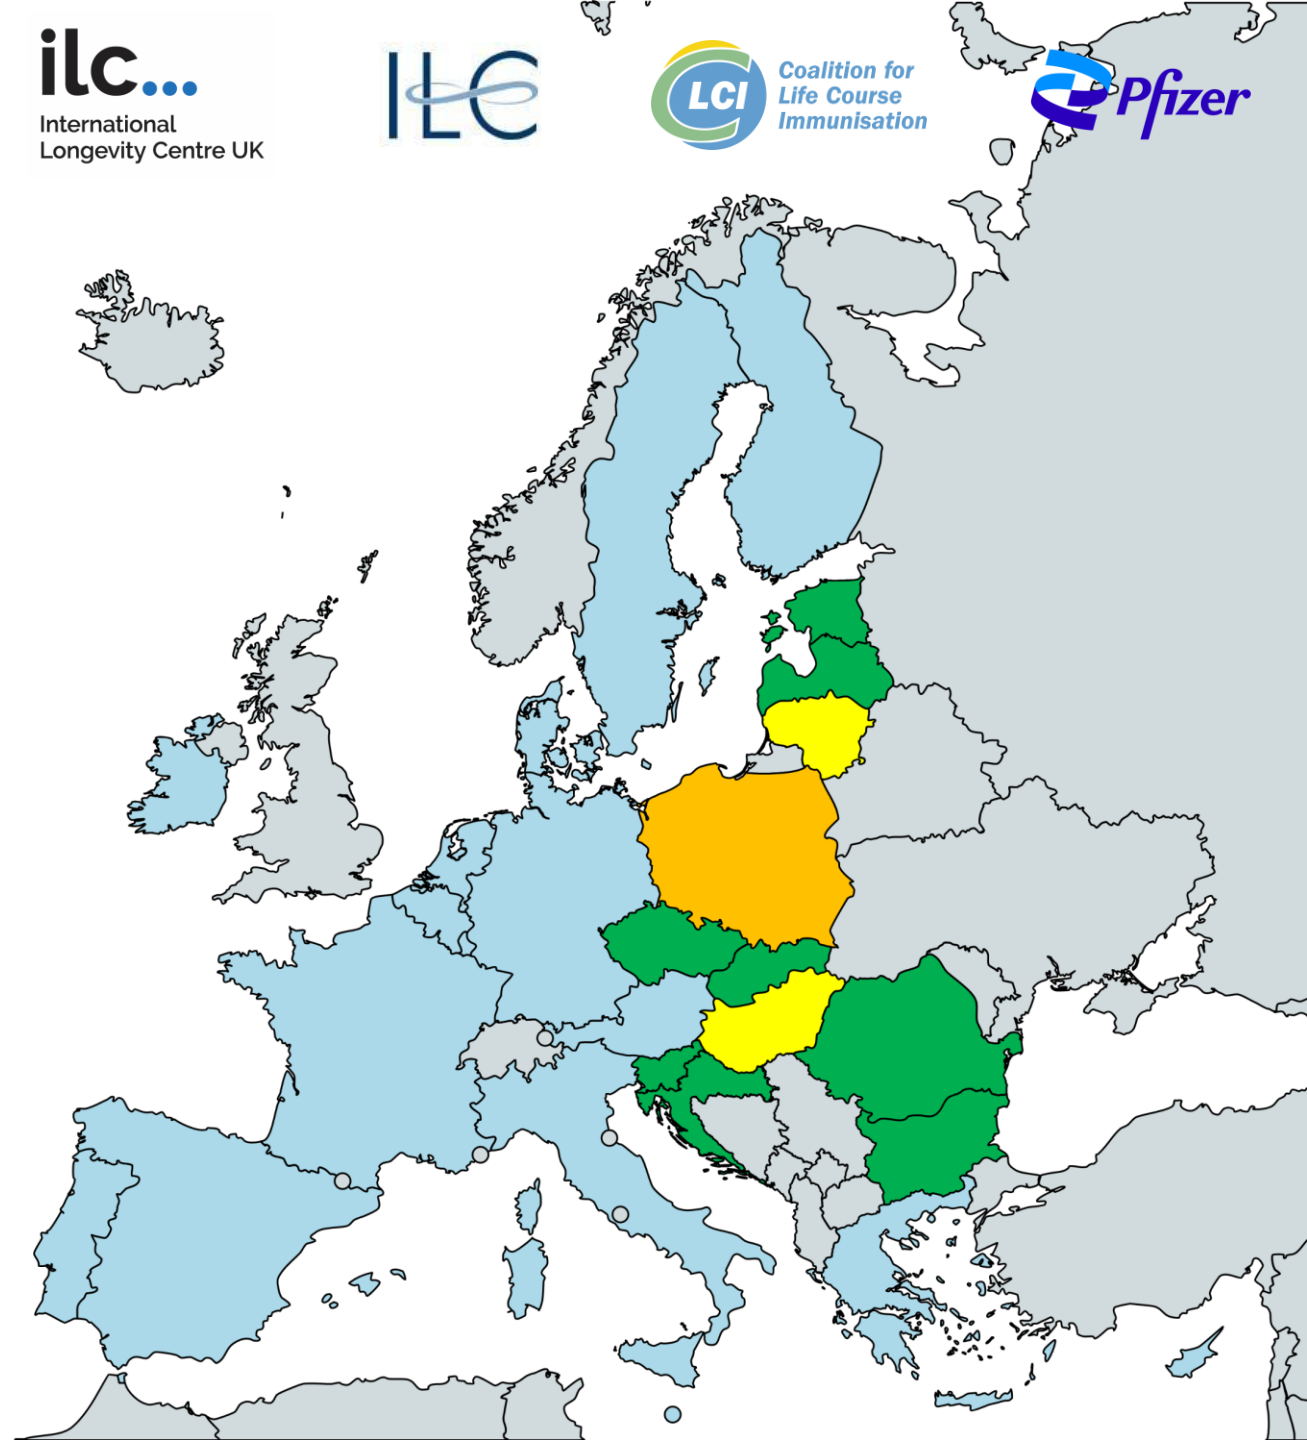 ilc...
International
Longevity Centre UK
ILC
LCI
Coalition for
Life Course
Immunisation
Pfizer